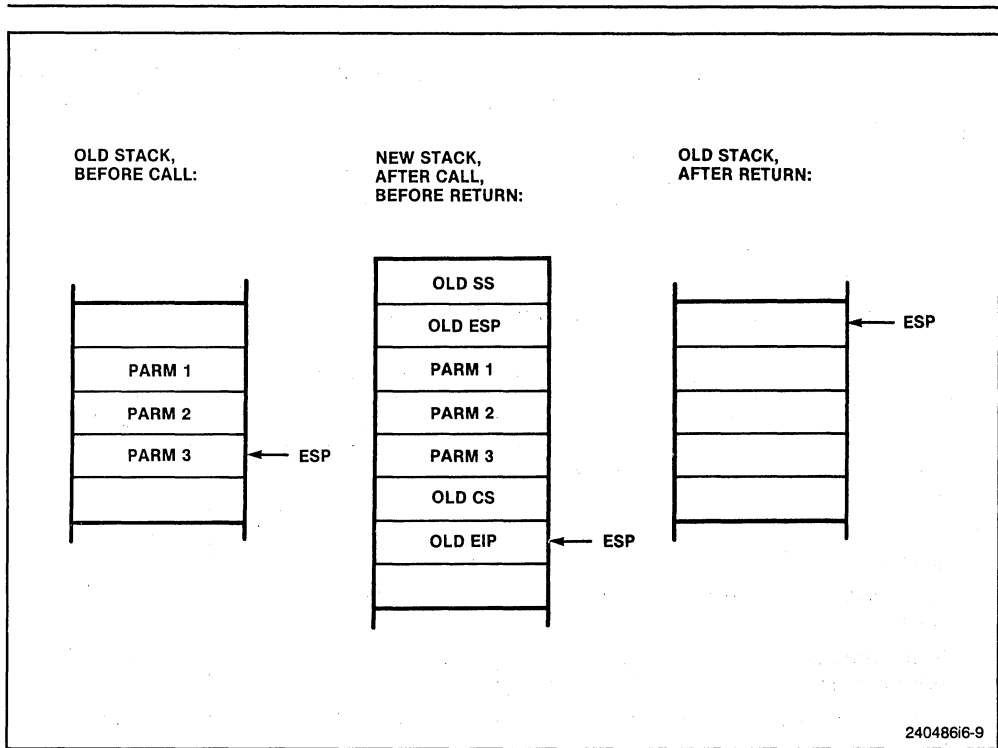 OLD STACK,
BEFORE CALL:
PARM 1
PARM 2
PARM 3
ESP
NEW STACK,
AFTER CALL,
BEFORE RETURN:
OLD SS
OLD ESP
PARM 1
PARM 2
PARM 3
OLD CS
OLD EIP
ESP
OLD STACK,
AFTER RETURN:
ESP
240486i6-9